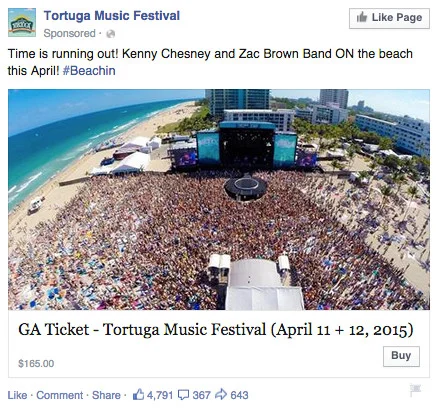 Tortuga Music Festival
Sponsored ·
Like Page
Time is running out! Kenny Chesney and Zac Brown Band ON the beach
this April! #Beachin
GA Ticket - Tortuga Music Festival (April 11 + 12, 2015)
$165.00
Buy
Like · Comment · Share · 4,791 367 643